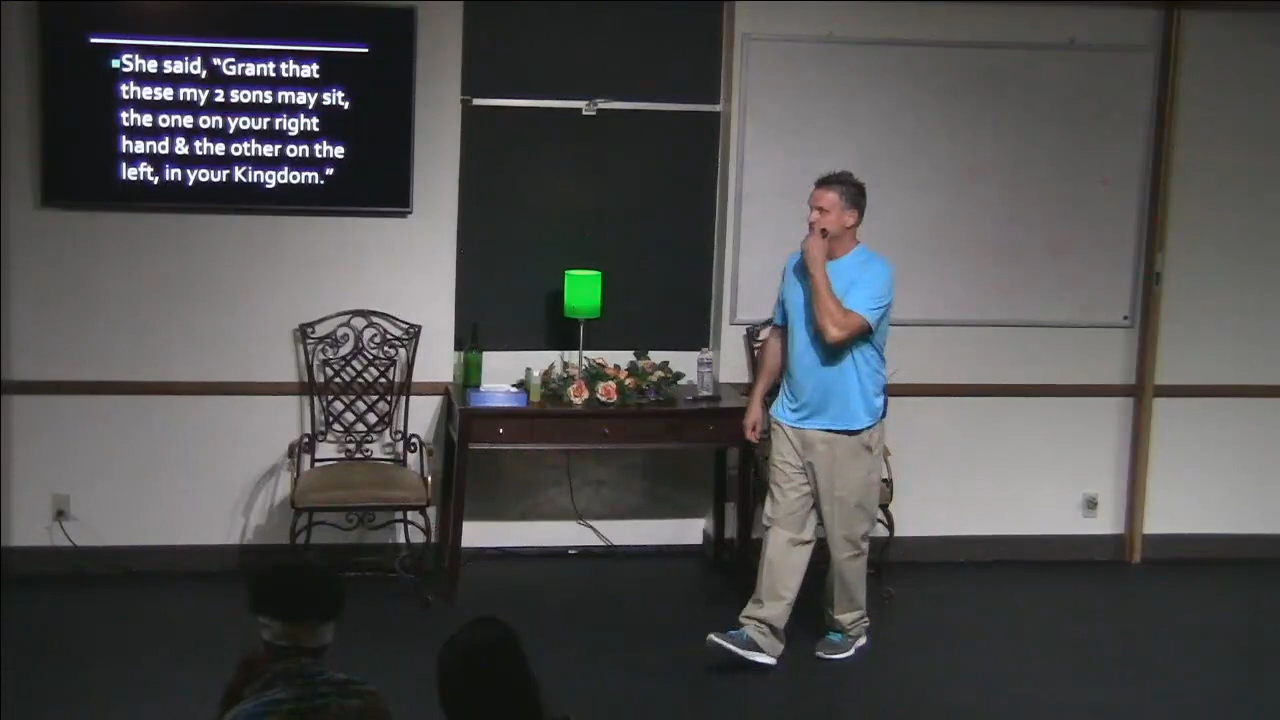 She said, “Grant that
these my 2 sons may sit,
the one on your right
hand & the other on the
left, in your Kingdom.”